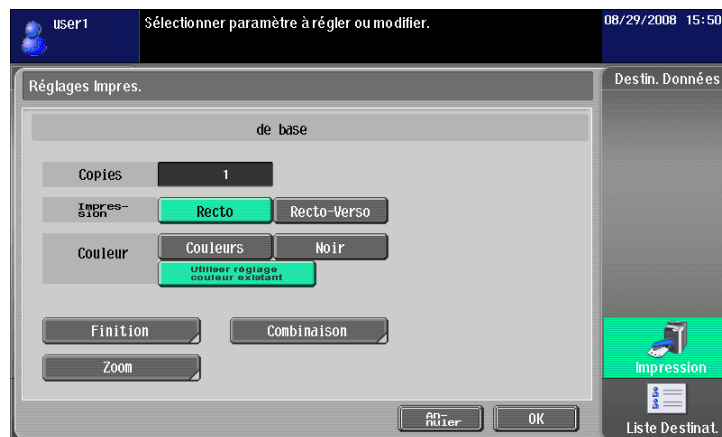 user1
Sélectionner paramètre à régler ou modifier.
08/29/2008 15:50
Réglages Impres.
Destin. Données
de base
Copies
1
Impres-
sion
Recto
Recto-Verso
Couleur
Couleurs
Noir
Utiliser réglage
couleur existant
Finition
Combinaison
Zoom
Impression
An-
nuler
OK
Liste Destinat.